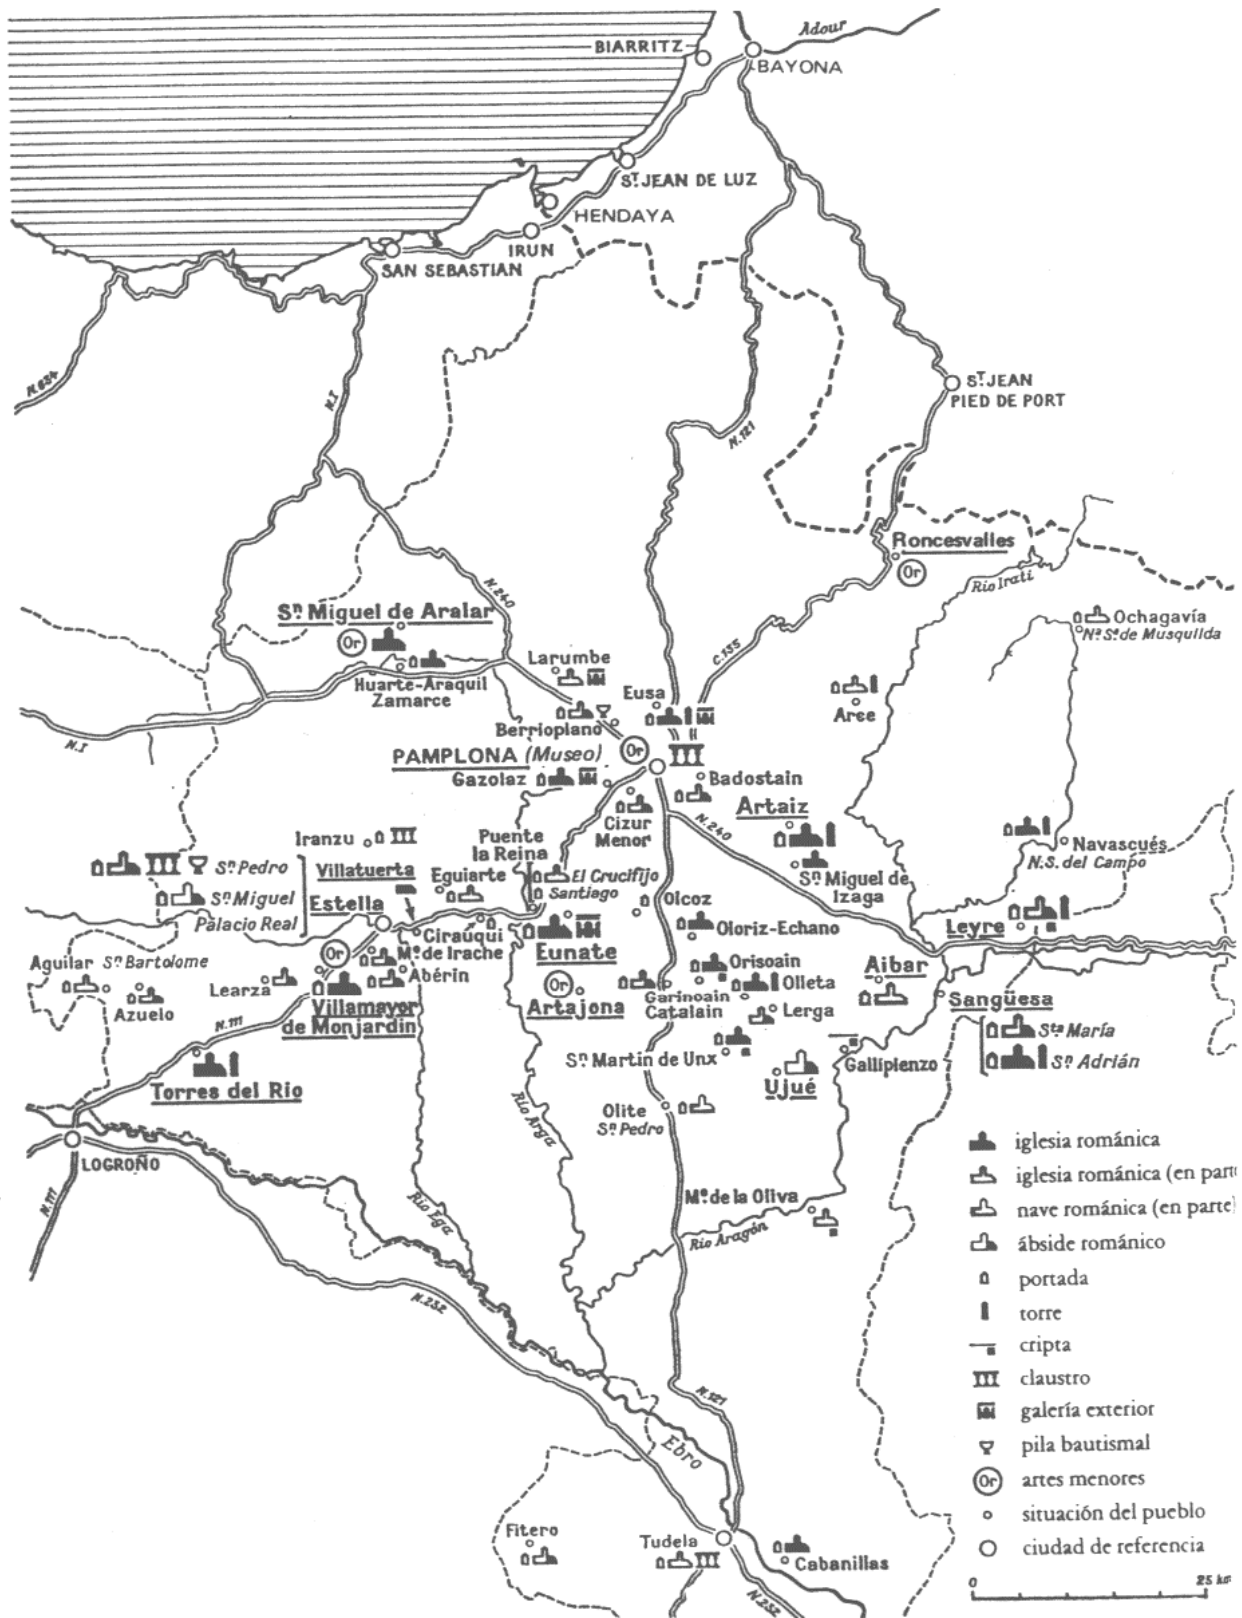 Adour
BIARRITZ
BAYONA
Sᵀ JEAN DE LUZ
HENDAYA
IRUN
SAN SEBASTIAN
N.634
N.I
N.121
Sᵀ JEAN
PIED DE PORT
Roncesvalles
Or
Rio Irati
N.240
Sⁿ Miguel de Aralar
Or
C.135
Ochagavía
Nª Sª de Musquilda
Larumbe
Huarte-Araquil
Zamarce
Eusa
Arce
Berrioplano
N.I
Or
PAMPLONA (Museo)
Gazolaz
Badostain
Cizur
Menor
Artaiz
N.240
Iranzu
Puente
la Reina
Navascués
N.S. del Campo
Sⁿ Pedro
Villatuerta
Eguiarte
El Crucifijo
Santiago
Sⁿ Miguel de
Izaga
Sⁿ Miguel
Estella
Olcoz
Palacio Real
Cirauqui
Oloriz-Echano
Leyre
Mº de Irache
Eunate
Aguilar
Sⁿ Bartolome
Or
Abérin
Orisoain
Aibar
Learza
Or
Olleta
Azuelo
Artajona
Garinoain
Catalain
Sangüesa
Villamayor
de Monjardin
Lerga
N.111
Sta María
Sⁿ Martin de Unx
Gallipienzo
Sⁿ Adrián
Torres del Rio
Ujué
Rio Arga
Olite
Sⁿ Pedro
LOGROÑO
N.111
Rio Ega
Mº de la Oliva
Rio Aragón
N.232
N.121
Ebro
Fitero
Tudela
Cabanillas
N.232
iglesia románica
iglesia románica (en parte
nave románica (en parte)
ábside románico
portada
torre
cripta
claustro
galería exterior
pila bautismal
Or artes menores
situación del pueblo
ciudad de referencia
0 25 km